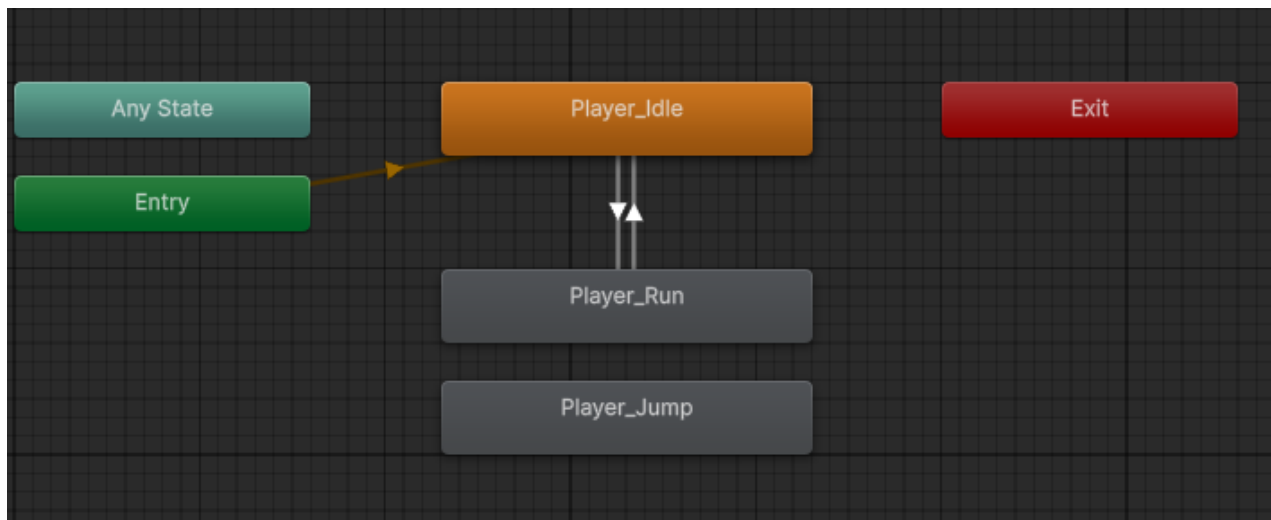 Any State
Player_Idle
Exit
Entry
Player_Run
Player_Jump